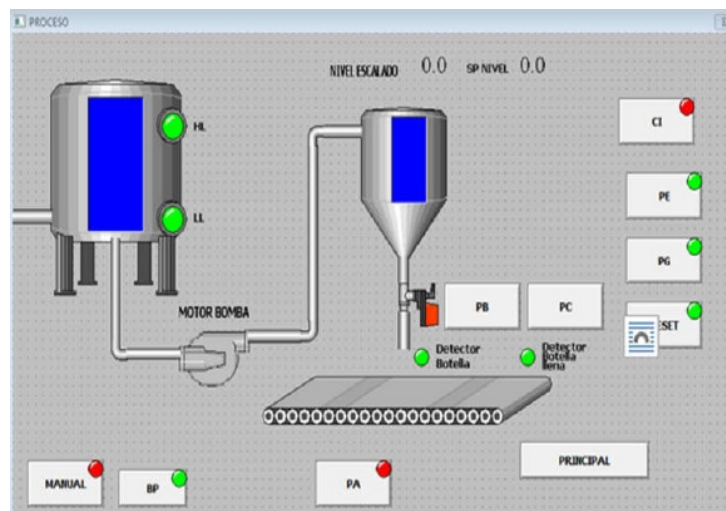 PROCESO
NIVEL ESCALADO 0.0 SP NIVEL 0.0
HL
CI
PE
LL
PG
MOTOR BOMBA
PB
PC
ESET
Detector
Botella
Detector
Botella
llena
PRINCIPAL
MANUAL
BP
PA